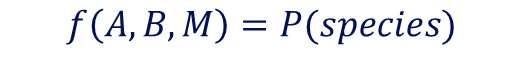 f(A, B, M) = P(species)